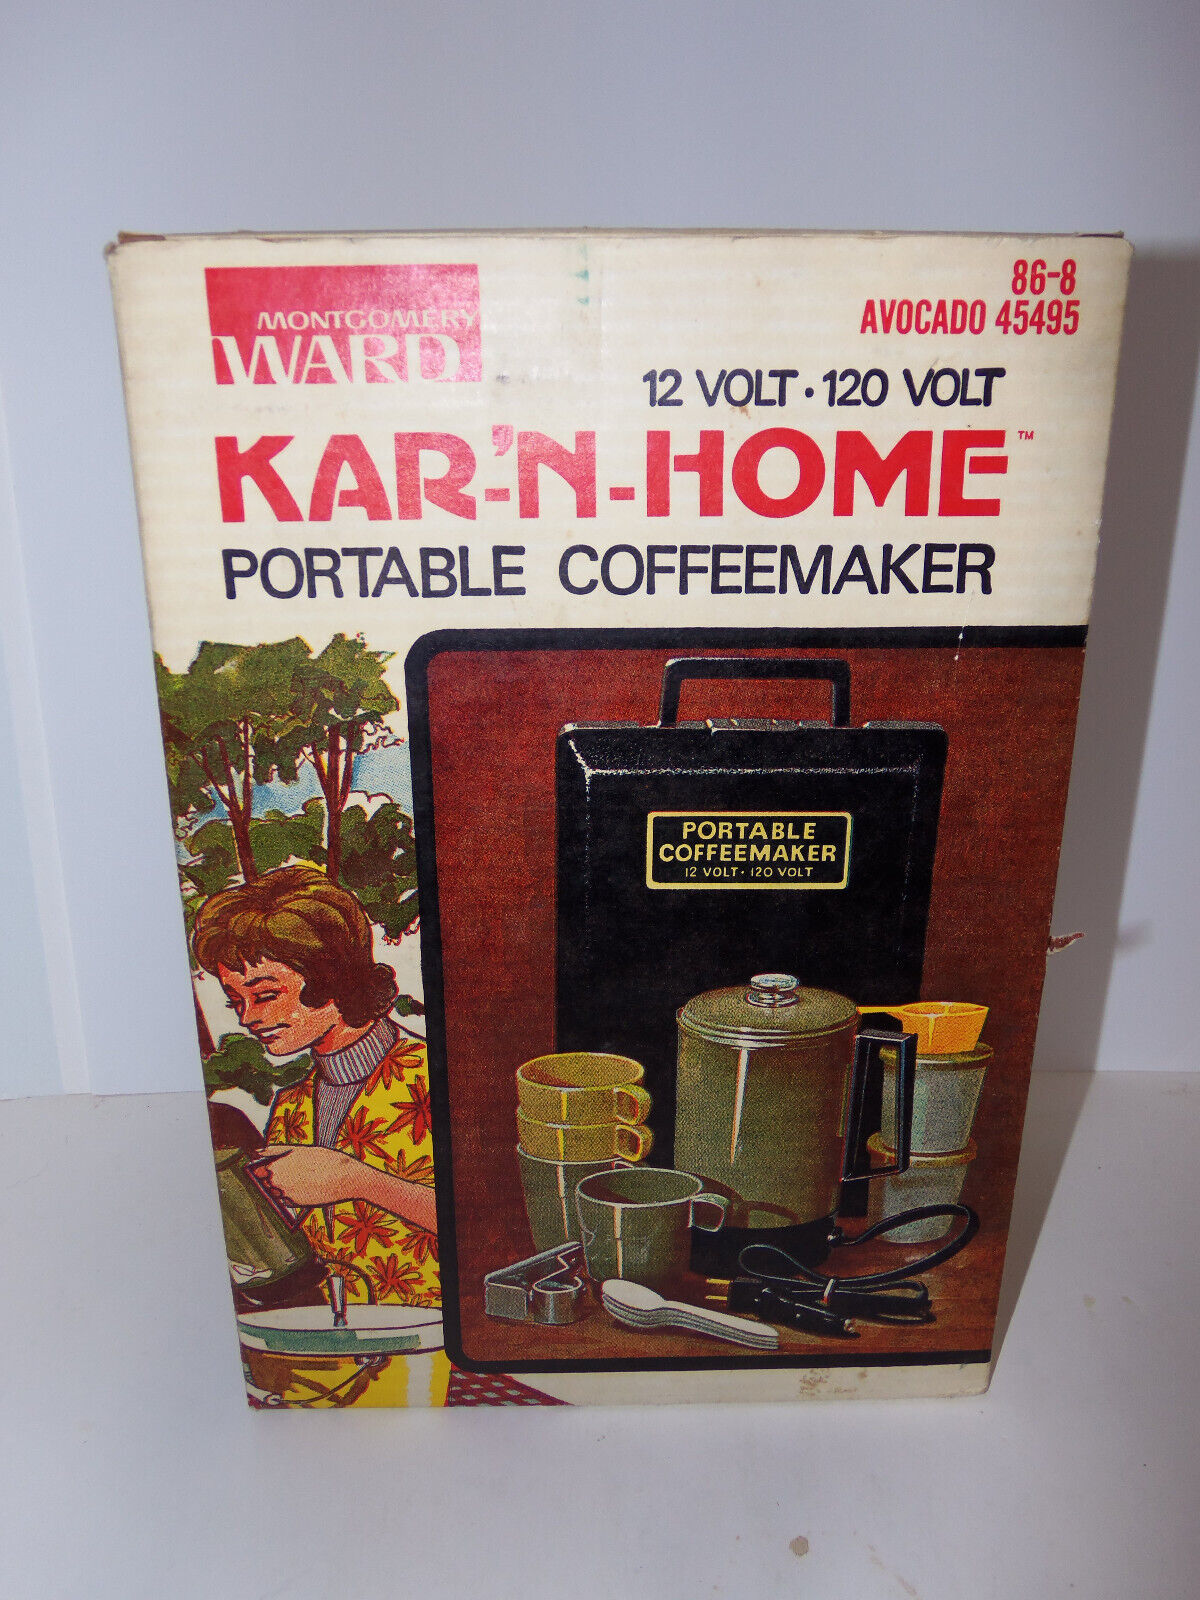 MONTGOMERY
WARD
86-8
AVOCADO 45495
12 VOLT • 120 VOLT
KAR-'N-HOME™
PORTABLE COFFEEMAKER
PORTABLE
COFFEEMAKER
12 VOLT • 120 VOLT